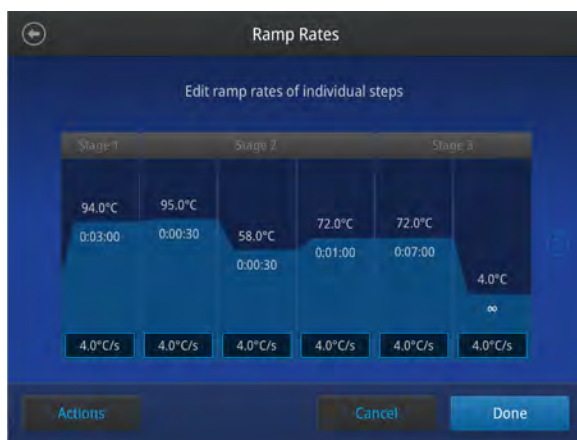 Ramp Rates
Edit ramp rates of individual steps
Stage 1 Stage 2 Stage 3
94.0°C 95.0°C 58.0°C 72.0°C 72.0°C 4.0°C
0:03:00 0:00:30 0:00:30 0:01:00 0:07:00 ∞
4.0°C/s 4.0°C/s 4.0°C/s 4.0°C/s 4.0°C/s 4.0°C/s
Actions Cancel Done